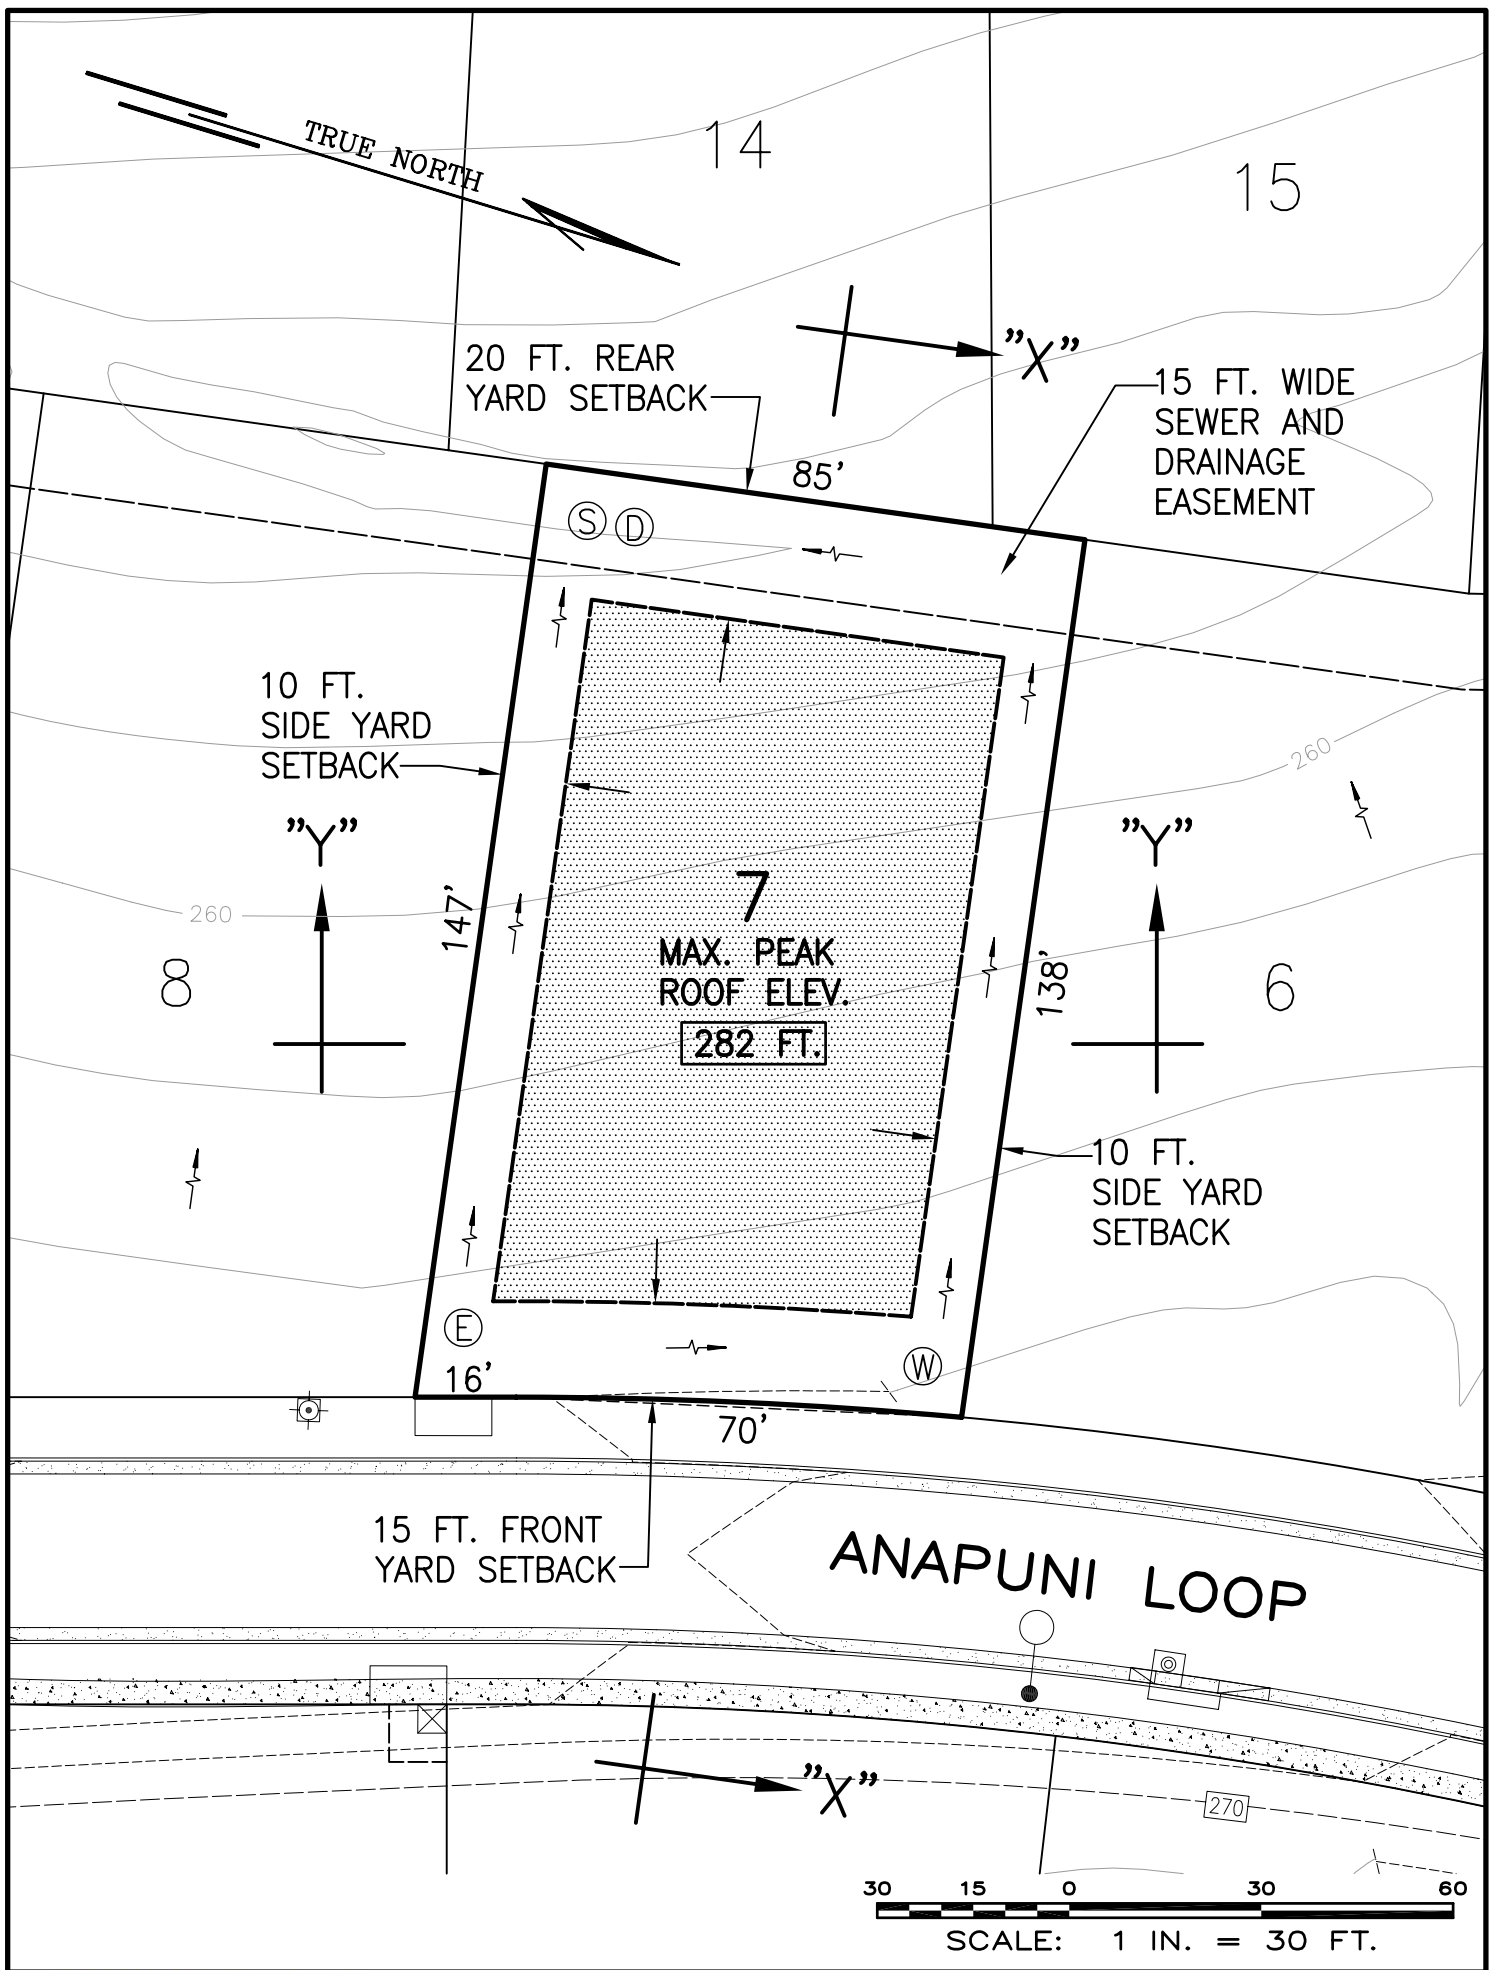 TRUE NORTH
14
15
"X"
20 FT. REAR
YARD SETBACK
15 FT. WIDE
SEWER AND
DRAINAGE
EASEMENT
85'
S D
10 FT.
SIDE YARD
SETBACK
260
"Y"
"Y"
7
147'
260
MAX. PEAK
ROOF ELEV.
282 FT.
138'
8
6
10 FT.
SIDE YARD
SETBACK
E
W
16'
70'
15 FT. FRONT
YARD SETBACK
ANAPUNI LOOP
"X"
270
30 15 0 30 60
SCALE: 1 IN. = 30 FT.